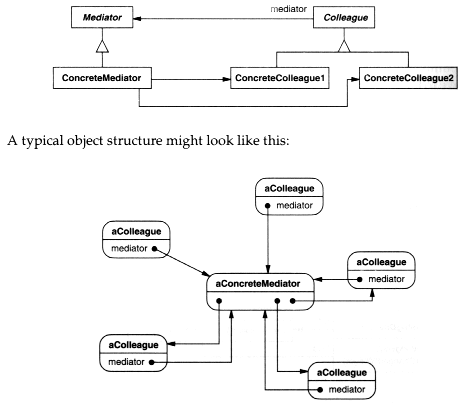 Mediator
mediator
Colleague
ConcreteMediator
ConcreteColleague1
ConcreteColleague2
A typical object structure might look like this:
aColleague
mediator
aColleague
mediator
aColleague
mediator
aConcreteMediator
aColleague
mediator
aColleague
mediator